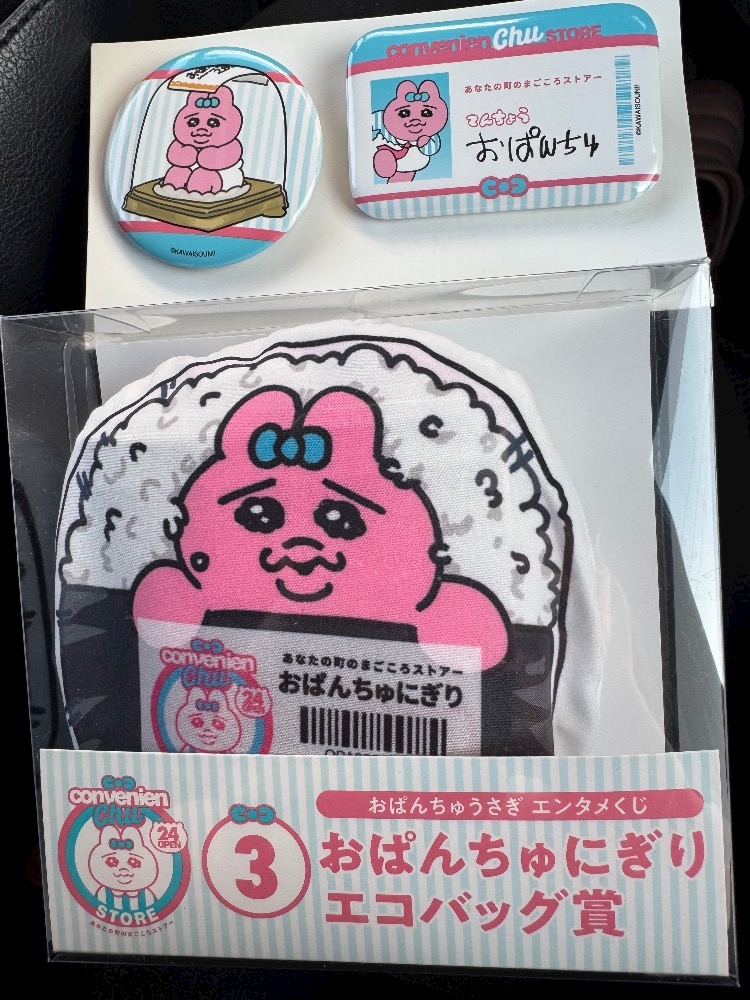 ©KAWAISOUNI!
convenien Chu STORE
あなたの町のまごころストアー
てんちょう
おぱんちゅ
©KAWAISOUNI!
convenien
Chu
24
あなたの町のまごころストアー
おぱんちゅにぎり
convenien
Chu
24
OPEN
STORE
あなたの町のまごころストアー
3
おぱんちゅうさぎ エンタメくじ
おぱんちゅにぎり
エコバッグ賞